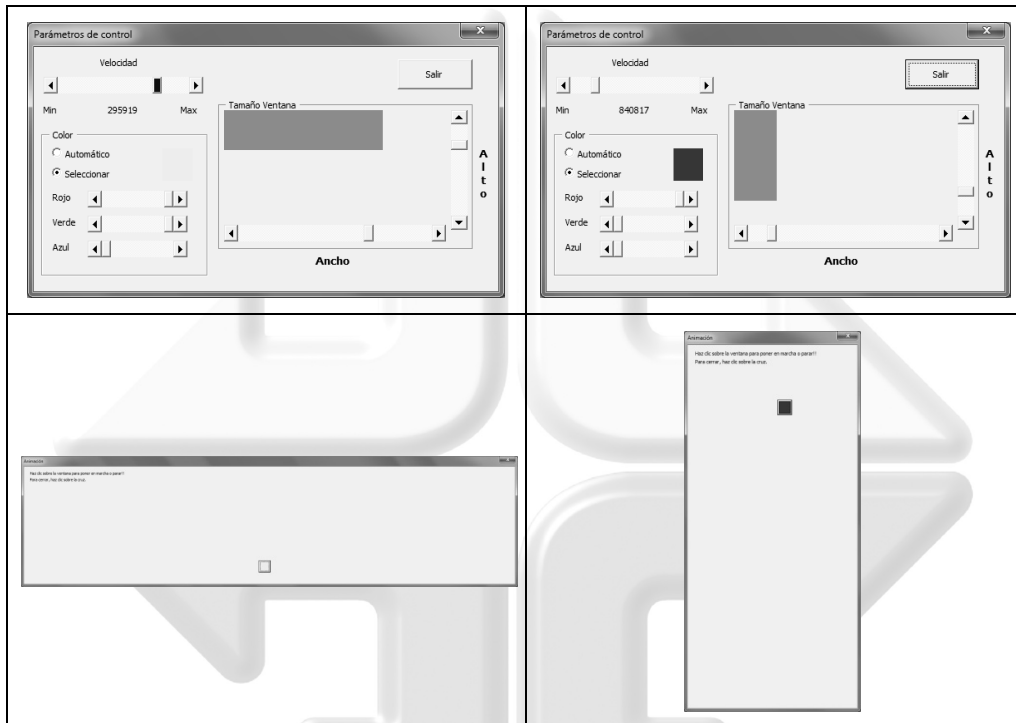 Parámetros de control
Velocidad
Salir
Min 295919 Max
Tamaño Ventana
Color
Automático
Seleccionar
Rojo
Verde
Azul
Alto
Ancho
Parámetros de control
Velocidad
Salir
Min 840817 Max
Tamaño Ventana
Color
Automático
Seleccionar
Rojo
Verde
Azul
Alto
Ancho
Animación
Haz clic sobre la ventana para poner en marcha o parar!!
Para cerrar, haz clic sobre la cruz.
Animación
Haz clic sobre la ventana para poner en marcha o parar!!
Para cerrar, haz clic sobre la cruz.